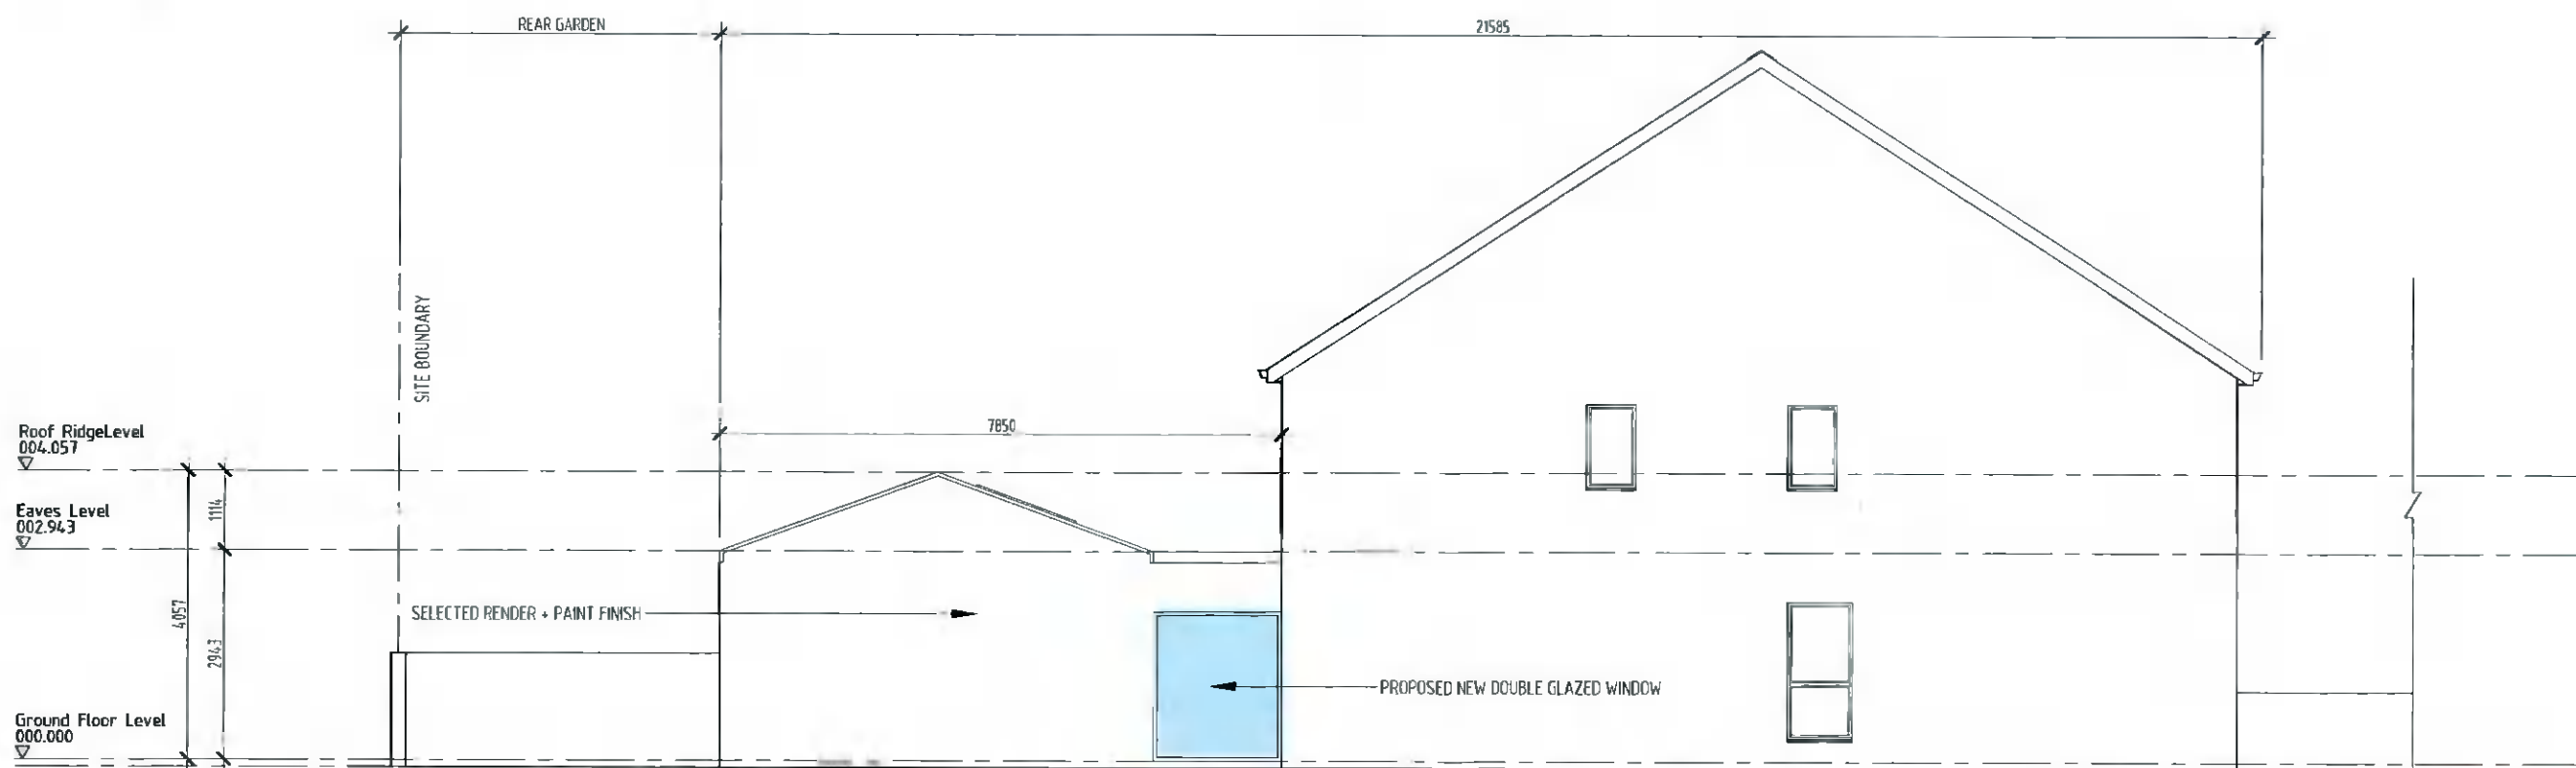 REAR GARDEN
21585
SITE BOUNDARY
7850
Roof RidgeLevel
004.057
1114
Eaves Level
002.943
4057
2943
SELECTED RENDER + PAINT FINISH
PROPOSED NEW DOUBLE GLAZED WINDOW
Ground Floor Level
000.000